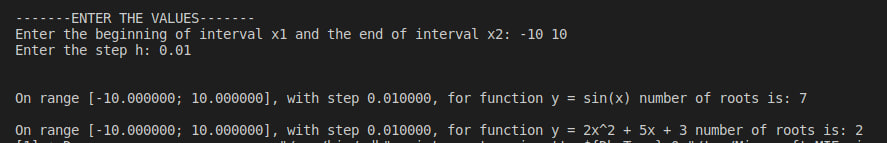 -------ENTER THE VALUES-------
Enter the beginning of interval x1 and the end of interval x2: -10 10
Enter the step h: 0.01
On range [-10.000000; 10.000000], with step 0.010000, for function y = sin(x) number of roots is: 7
On range [-10.000000; 10.000000], with step 0.010000, for function y = 2x^2 + 5x + 3 number of roots is: 2